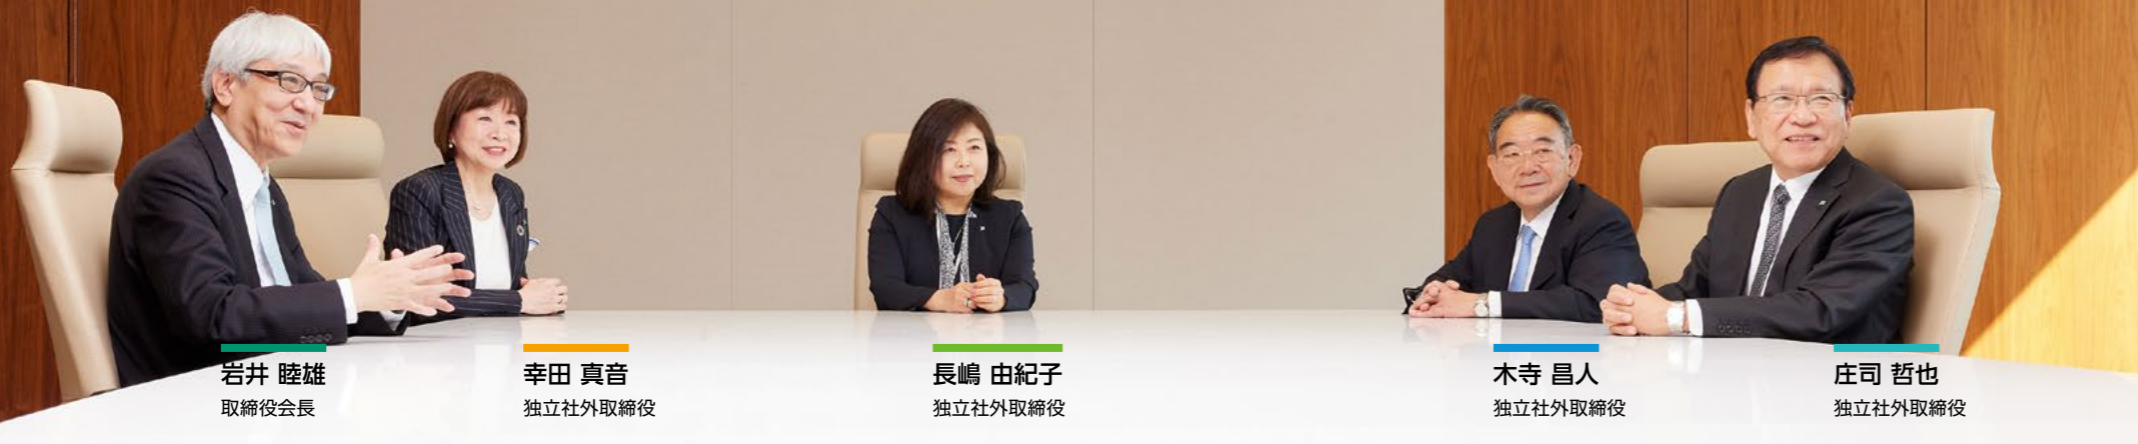 岩井 睦雄
取締役会長
幸田 真音
独立社外取締役
長嶋 由紀子
独立社外取締役
木寺 昌人
独立社外取締役
庄司 哲也
独立社外取締役